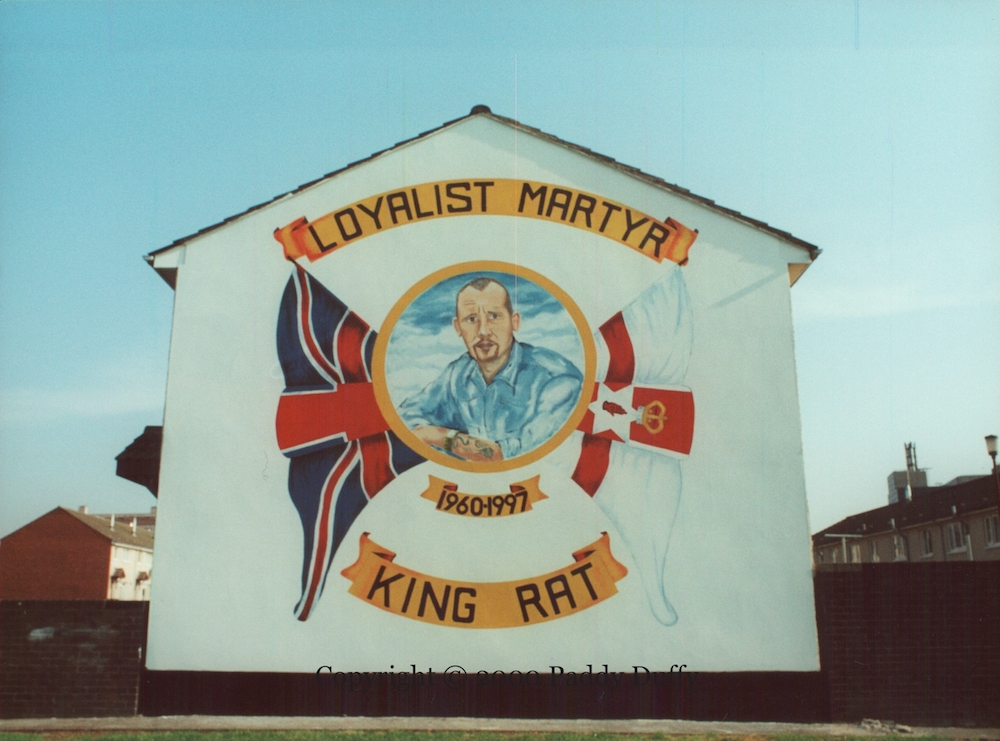 LOYALIST MARTYR
1960-1997
KING RAT
Copyright © 2000 Paddy Duffy